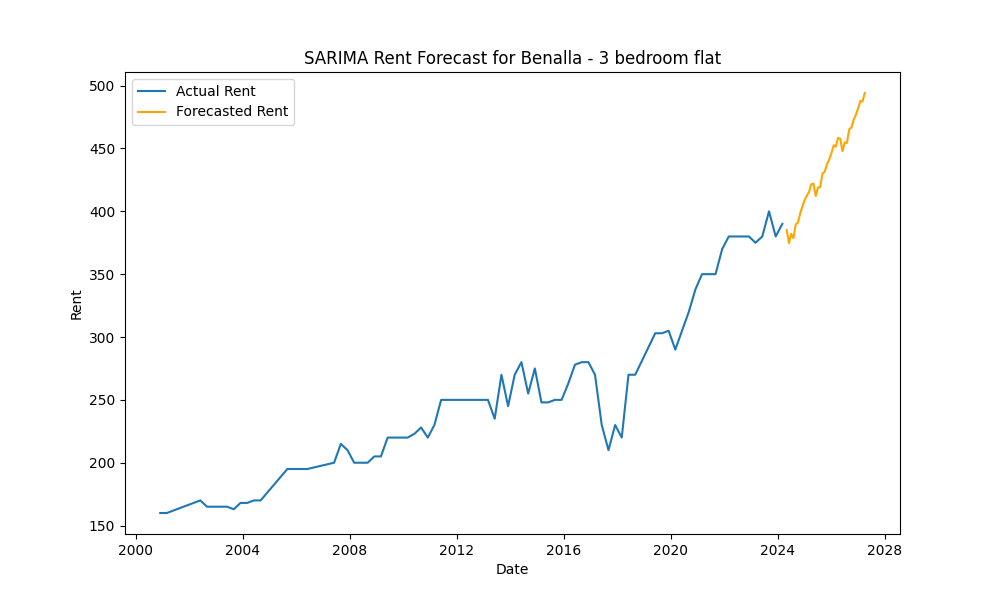 SARIMA Rent Forecast for Benalla - 3 bedroom flat
Actual Rent
Forecasted Rent
500
450
400
350
300
250
200
150
Rent
2000 2004 2008 2012 2016 2020 2024 2028
Date